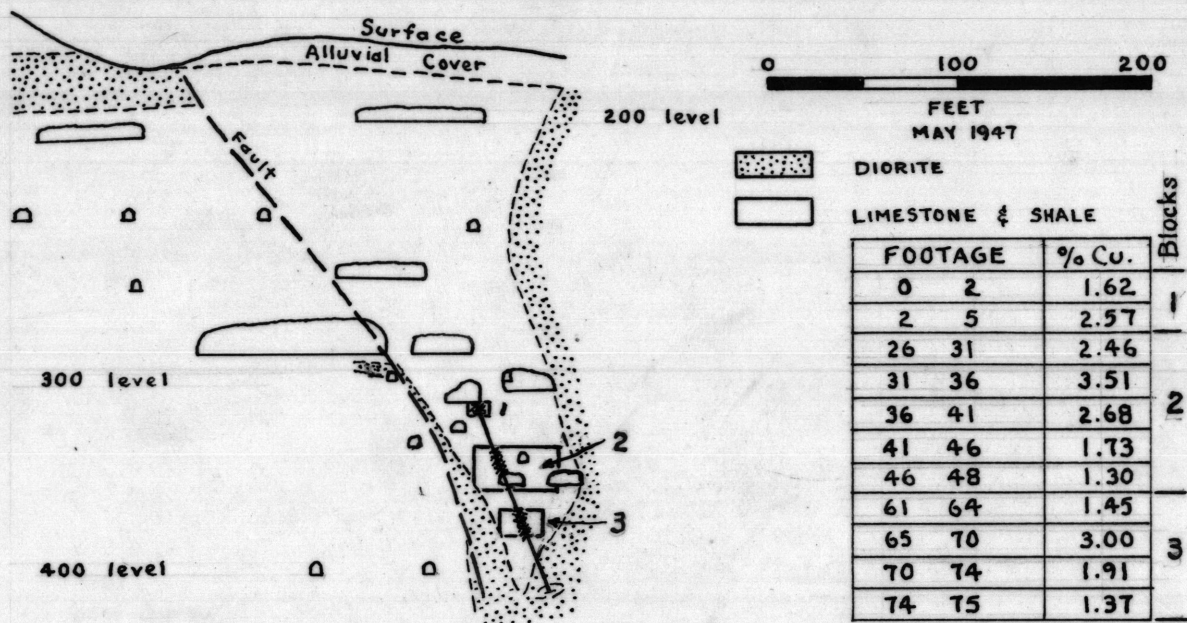 Surface
Alluvial Cover
Fault
200 level
300 level
400 level
1
2
3
0 100 200
FEET
MAY 1947
DIORITE
LIMESTONE & SHALE
FOOTAGE % Cu. Blocks
0 2 1.62
2 5 2.57
1
26 31 2.46
31 36 3.51
36 41 2.68
41 46 1.73
46 48 1.30
2
61 64 1.45
65 70 3.00
70 74 1.91
74 75 1.37
3